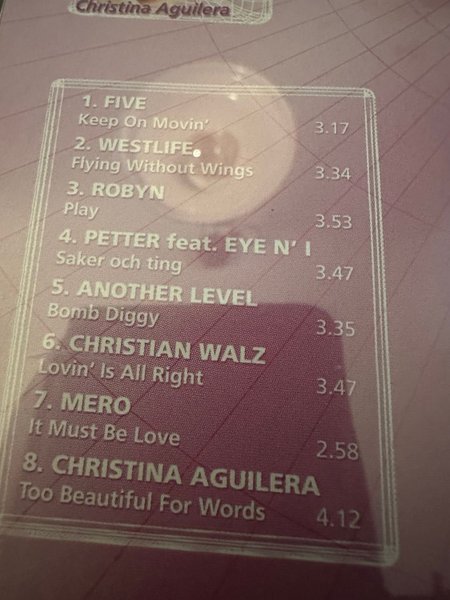 Christina Aguilera
1. FIVE
Keep On Movin' 3.17
2. WESTLIFE
Flying Without Wings 3.34
3. ROBYN
Play 3.53
4. PETTER feat. EYE N' I
Saker och ting 3.47
5. ANOTHER LEVEL
Bomb Diggy 3.35
6. CHRISTIAN WALZ
Lovin' Is All Right 3.47
7. MERO
It Must Be Love 2.58
8. CHRISTINA AGUILERA
Too Beautiful For Words 4.12